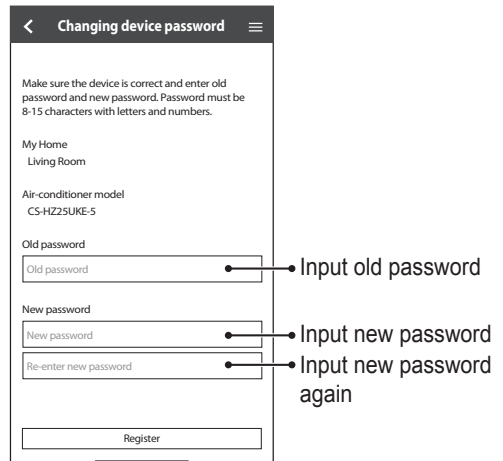 Changing device password
Make sure the device is correct and enter old
password and new password. Password must be
8-15 characters with letters and numbers.
My Home
Living Room
Air-conditioner model
CS-HZ25UKE-5
Old password
Old password
Input old password
New password
New password
Input new password
Re-enter new password
Input new password
again
Register